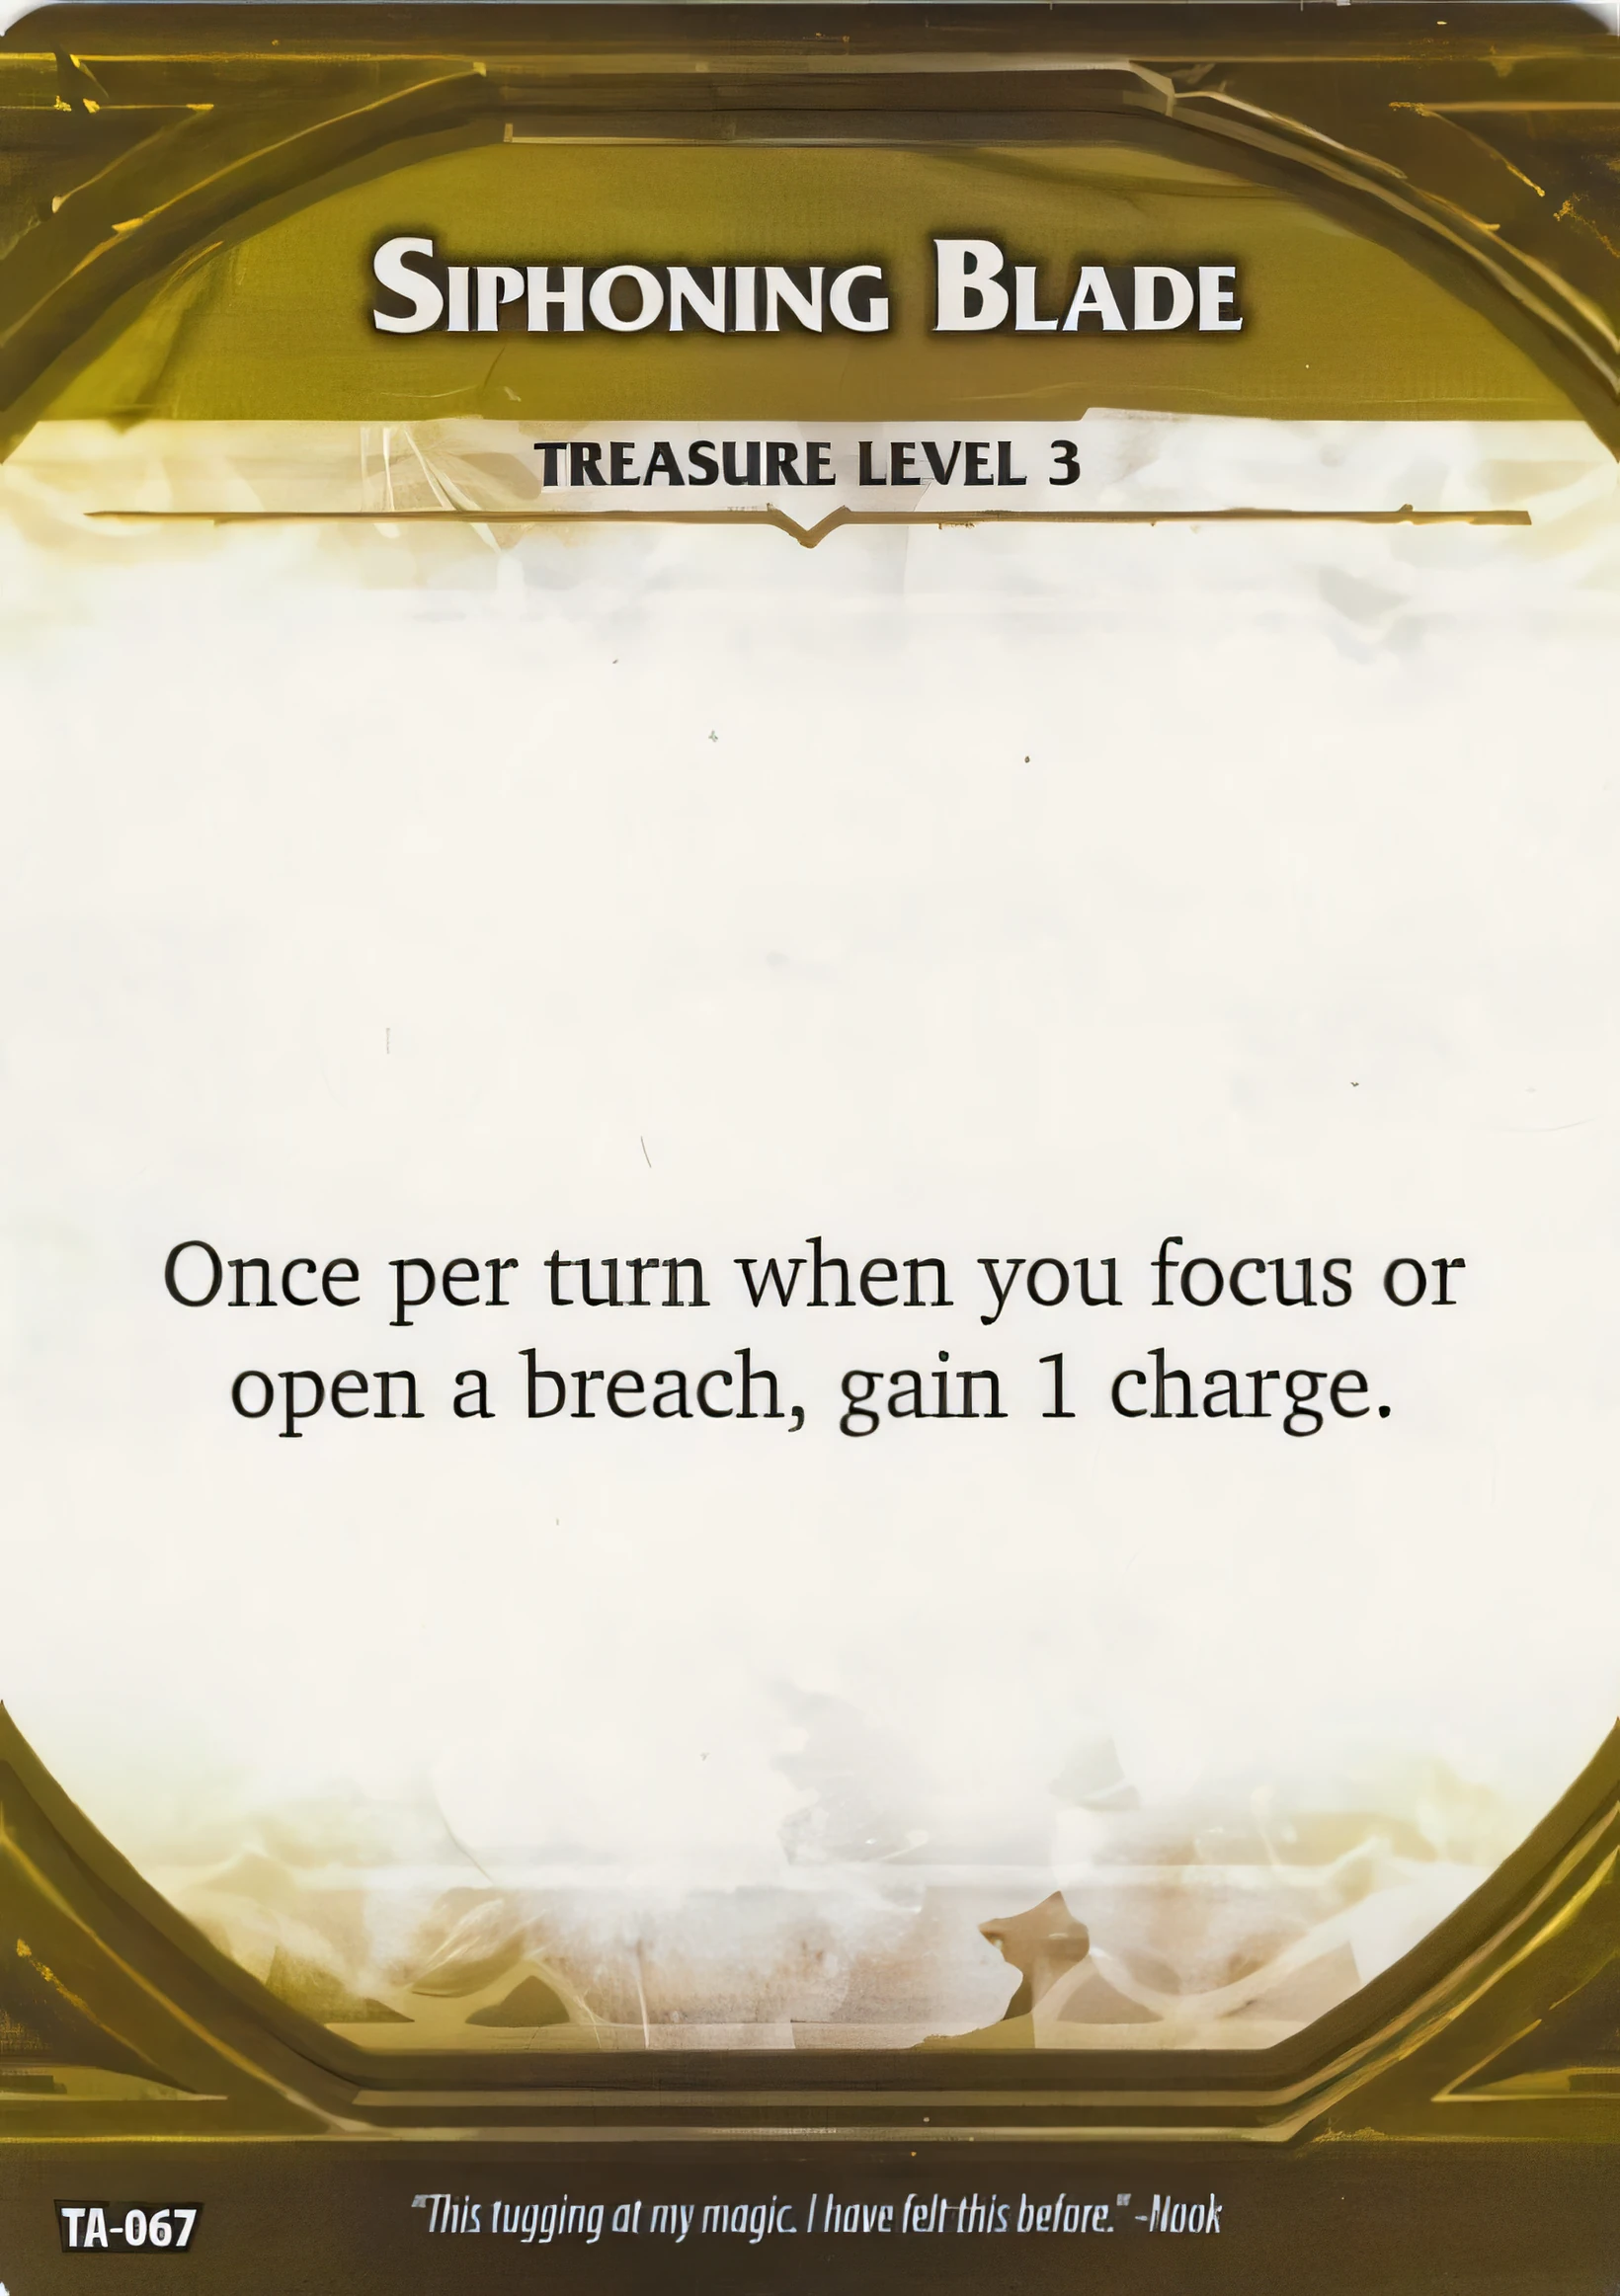 SIPHONING BLADE
TREASURE LEVEL 3
Once per turn when you focus or
open a breach, gain 1 charge.
TA-067
"This tugging at my magic. I have felt this before." -Nook